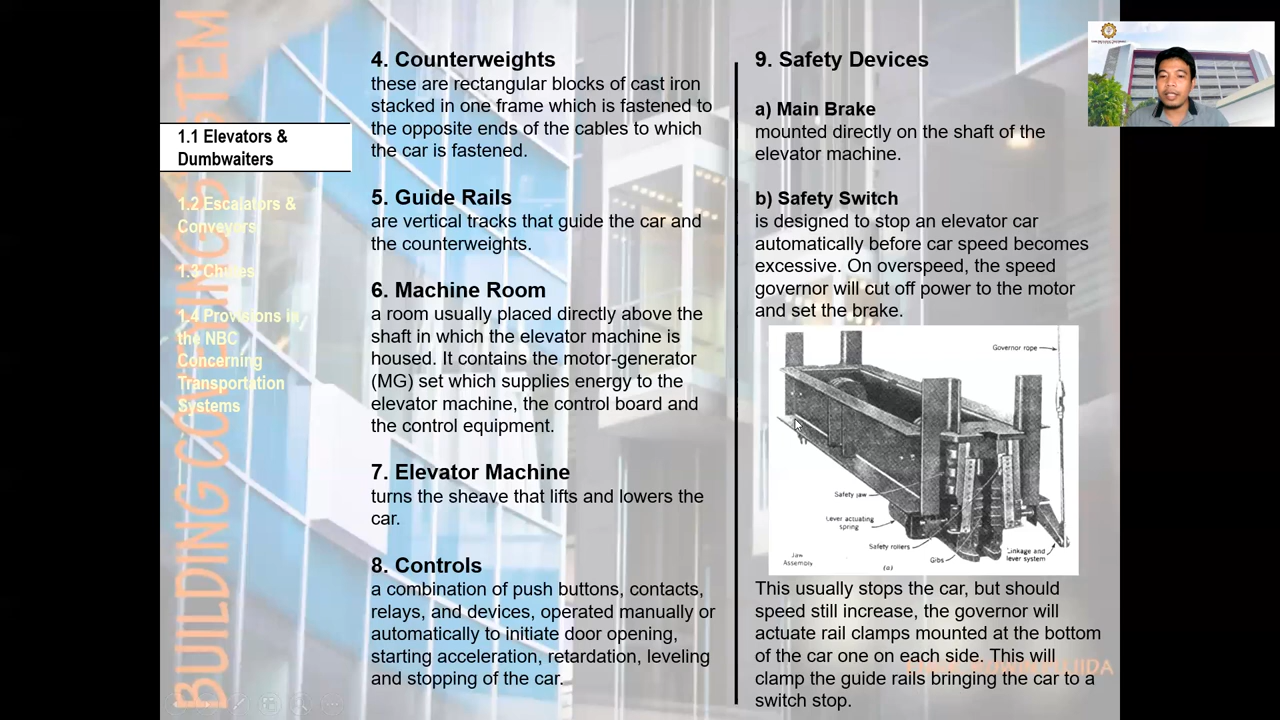 BUILDING CONVEYING SYSTEM
1.1 Elevators &
Dumbwaiters
1.2 Escalators &
Conveyors
1.3 Chutes
1.4 Provisions in
the NBC
Concerning
Transportation
Systems
4. Counterweights
these are rectangular blocks of cast iron
stacked in one frame which is fastened to
the opposite ends of the cables to which
the car is fastened.
5. Guide Rails
are vertical tracks that guide the car and
the counterweights.
6. Machine Room
a room usually placed directly above the
shaft in which the elevator machine is
housed. It contains the motor-generator
(MG) set which supplies energy to the
elevator machine, the control board and
the control equipment.
7. Elevator Machine
turns the sheave that lifts and lowers the
car.
8. Controls
a combination of push buttons, contacts,
relays, and devices, operated manually or
automatically to initiate door opening,
starting acceleration, retardation, leveling
and stopping of the car.
9. Safety Devices
a) Main Brake
mounted directly on the shaft of the
elevator machine.
b) Safety Switch
is designed to stop an elevator car
automatically before car speed becomes
excessive. On overspeed, the speed
governor will cut off power to the motor
and set the brake.
Governor rope
Safety jaw
Lever actuating
spring
Safety rollers
Gibs
Linkage and
lever system
Jaw
Assembly
(a)
This usually stops the car, but should
speed still increase, the governor will
actuate rail clamps mounted at the bottom
of the car one on each side. This will
clamp the guide rails bringing the car to a
switch stop.